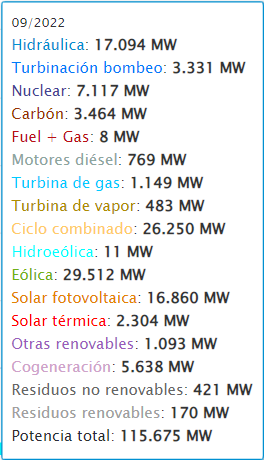 09/2022
Hidráulica: 17.094 MW
Turbinación bombeo: 3.331 MW
Nuclear: 7.117 MW
Carbón: 3.464 MW
Fuel + Gas: 8 MW
Motores diésel: 769 MW
Turbina de gas: 1.149 MW
Turbina de vapor: 483 MW
Ciclo combinado: 26.250 MW
Hidroeólica: 11 MW
Eólica: 29.512 MW
Solar fotovoltaica: 16.860 MW
Solar térmica: 2.304 MW
Otras renovables: 1.093 MW
Cogeneración: 5.638 MW
Residuos no renovables: 421 MW
Residuos renovables: 170 MW
Potencia total: 115.675 MW